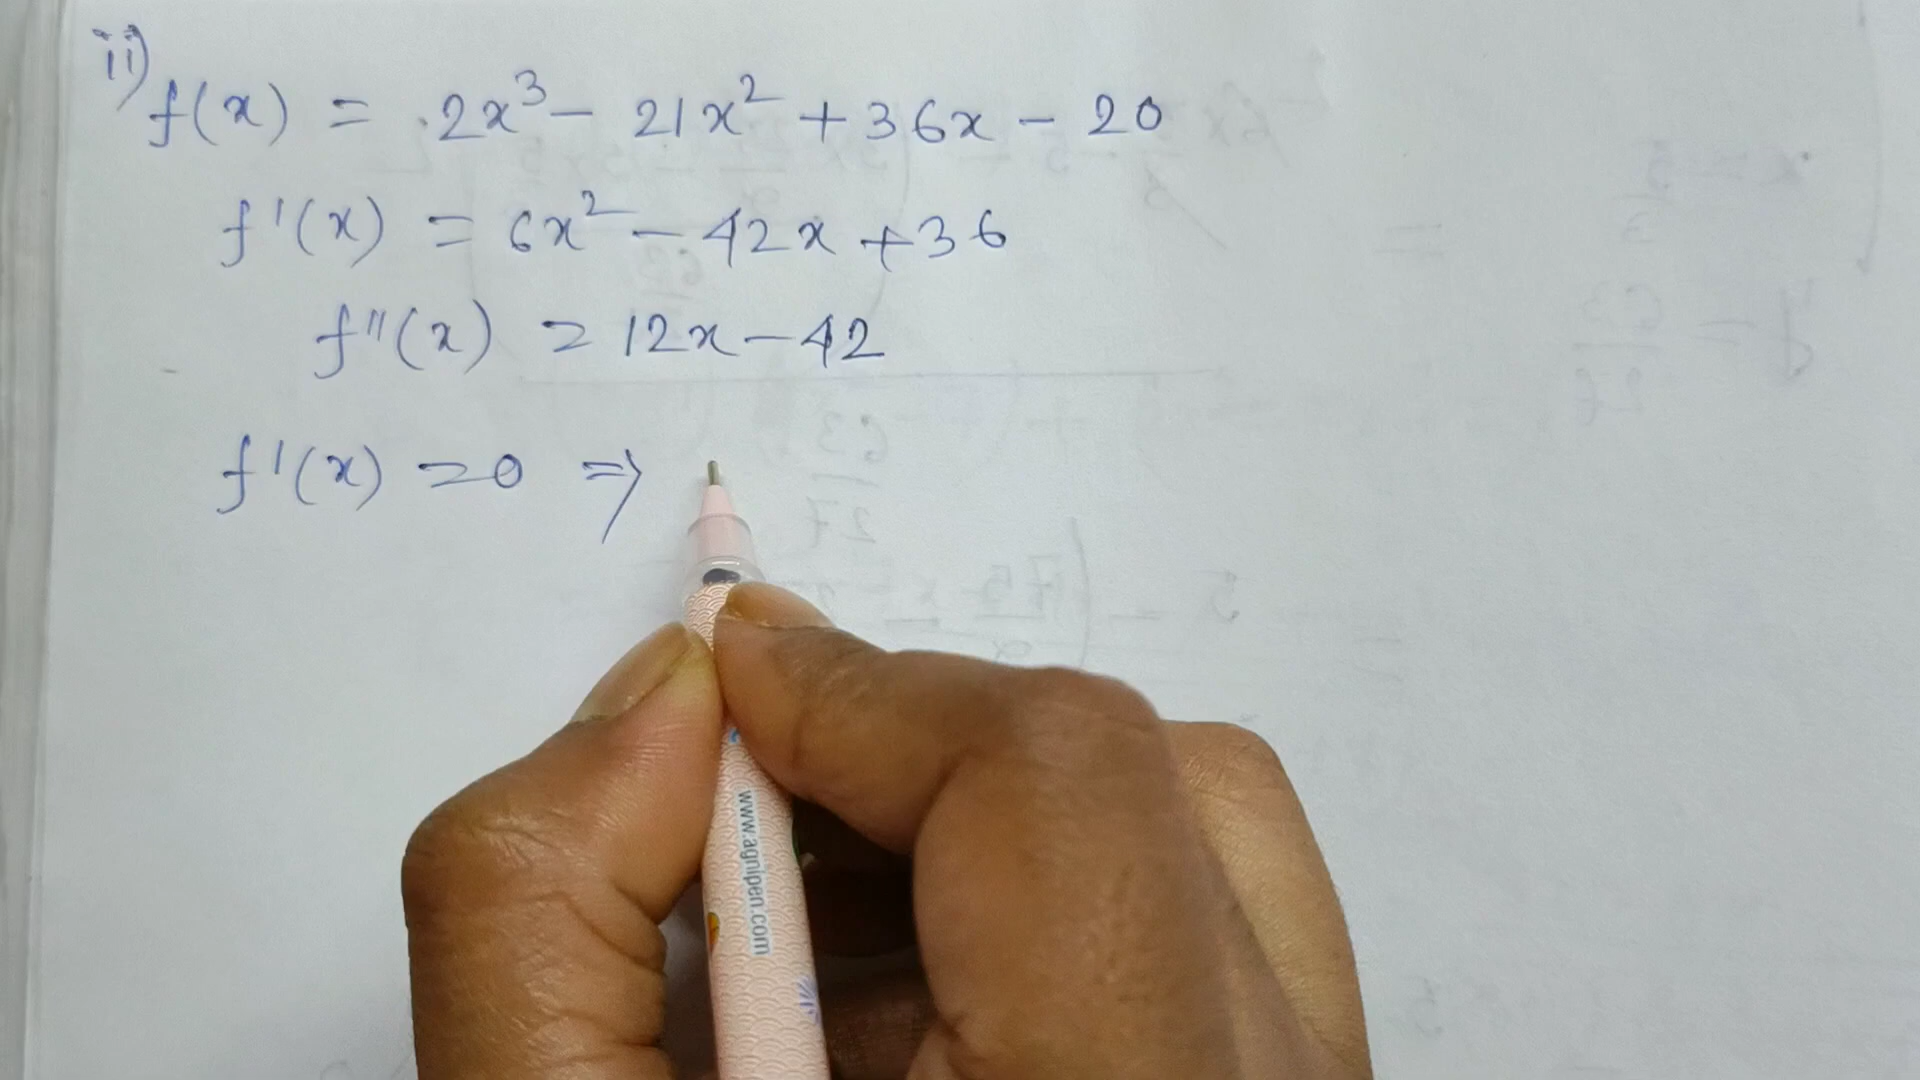 ii) f(x) = 2x³ - 21x² + 36x - 20
f'(x) = 6x² - 42x + 36
f''(x) = 12x - 42
f'(x) = 0 ⇒
www.agnipen.com